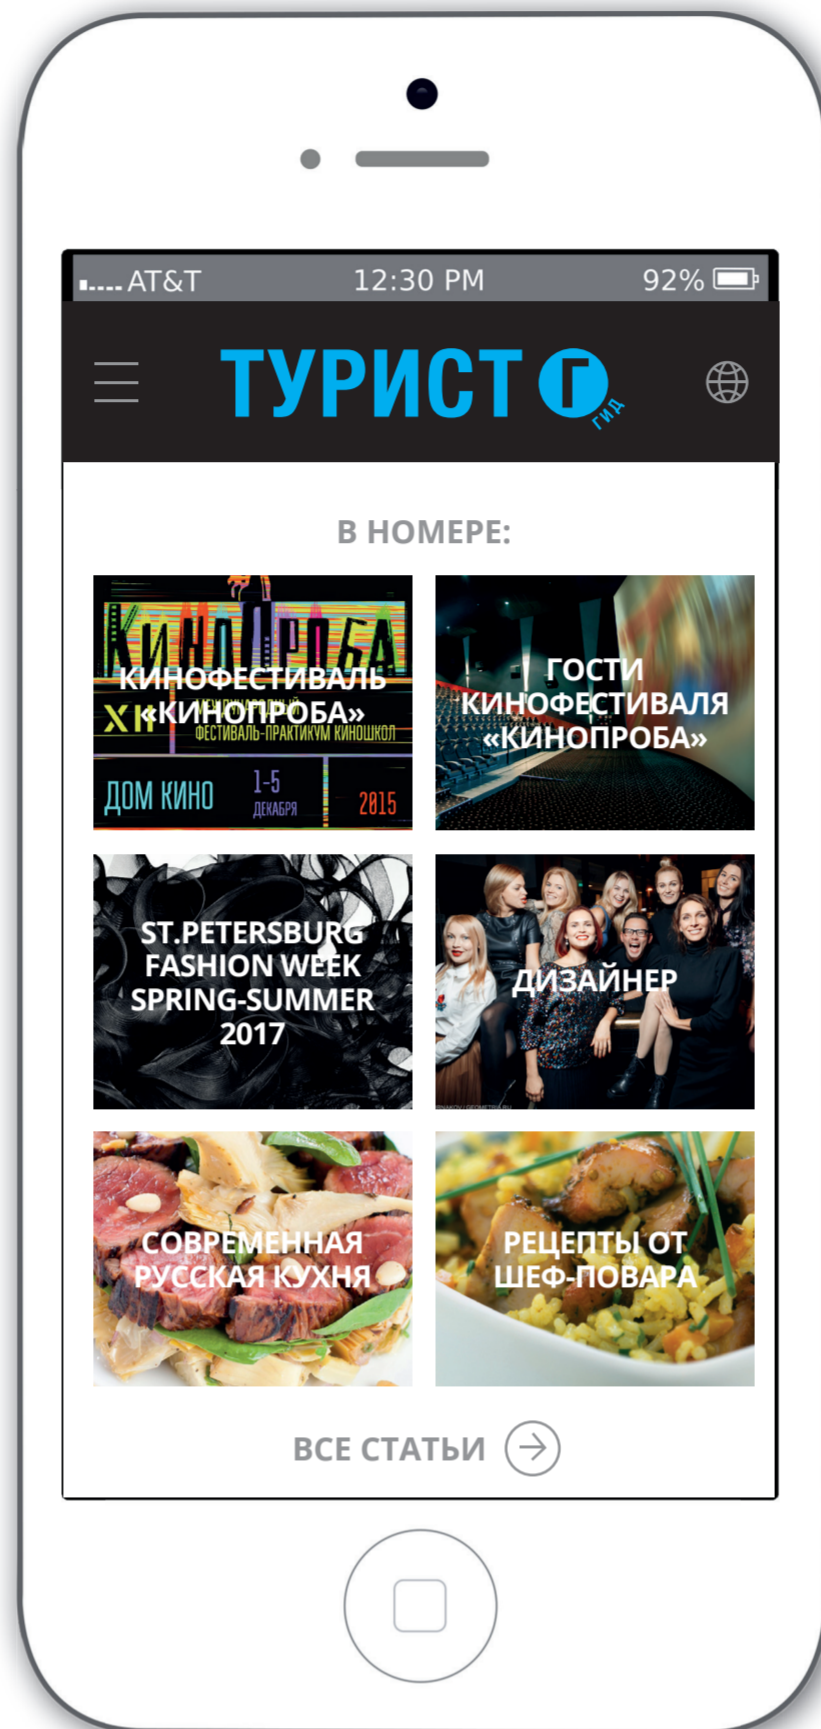 AT&T 12:30 PM 92%
ТУРИСТ Г
ГИД
В НОМЕРЕ:
КИНОПРОБА
КИНОФЕСТИВАЛЬ
«КИНОПРОБА»
XII МЕЖДУНАРОДНЫЙ
ФЕСТИВАЛЬ-ПРАКТИКУМ КИНОШКОЛ
ДОМ КИНО
1-5
ДЕКАБРЯ
2015
ГОСТИ
КИНОФЕСТИВАЛЯ
«КИНОПРОБА»
ST.PETERSBURG
FASHION WEEK
SPRING-SUMMER
2017
ДИЗАЙНЕР
СОВРЕМЕННАЯ
РУССКАЯ КУХНЯ
РЕЦЕПТЫ ОТ
ШЕФ-ПОВАРА
ВСЕ СТАТЬИ